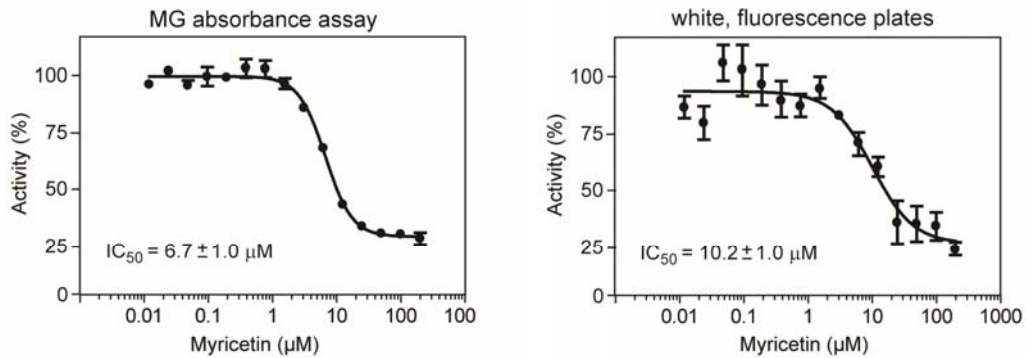 MG absorbance assay
Activity (%)
100
75
50
25
0
IC50 = 6.7 ± 1.0 µM
0.01 0.1 1 10 100
Myricetin (µM)
white, fluorescence plates
Activity (%)
100
75
50
25
0
IC50 = 10.2 ± 1.0 µM
0.01 0.1 1 10 100 1000
Myricetin (µM)